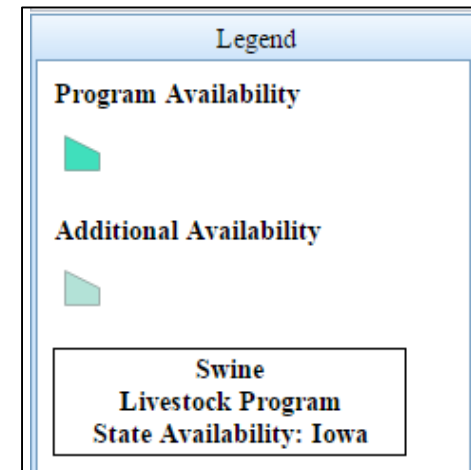 Legend
Program Availability
Additional Availability
Swine
Livestock Program
State Availability: Iowa